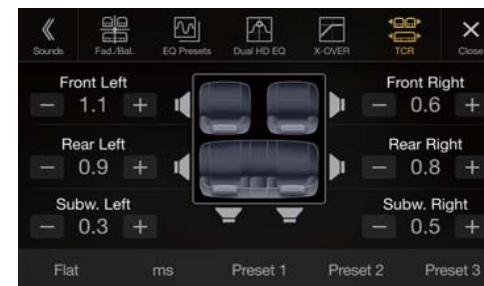 Sounds Fad./Bal. EQ Presets Dual HD EQ X-OVER TCR Close
Front Left Front Right
− 1.1 + − 0.6 +
Rear Left Rear Right
− 0.9 + − 0.8 +
Subw. Left Subw. Right
− 0.3 + − 0.5 +
Flat ms Preset 1 Preset 2 Preset 3